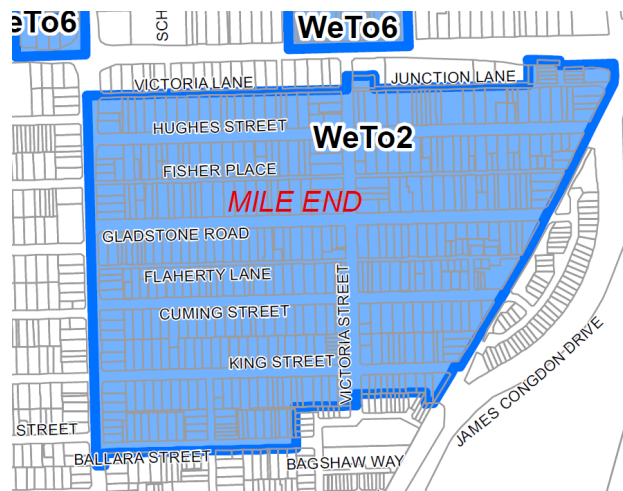 eTo6
SCH
WeTo6
VICTORIA LANE
JUNCTION LANE
HUGHES STREET
WeTo2
FISHER PLACE
MILE END
GLADSTONE ROAD
FLAHERTY LANE
CUMING STREET
VICTORIA STREET
KING STREET
JAMES CONGDON DRIVE
STREET
BALLARA STREET
BAGSHAW WAY